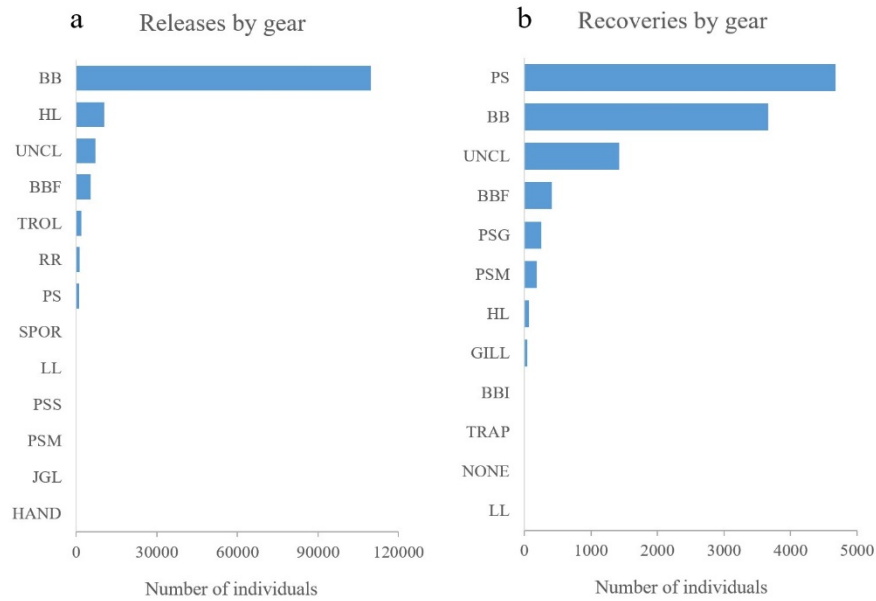 a
Releases by gear
BB
HL
UNCL
BBF
TROL
RR
PS
SPOR
LL
PSS
PSM
JGL
HAND
0 30000 60000 90000 120000
Number of individuals
b
Recoveries by gear
PS
BB
UNCL
BBF
PSG
PSM
HL
GILL
BBI
TRAP
NONE
LL
0 1000 2000 3000 4000 5000
Number of individuals